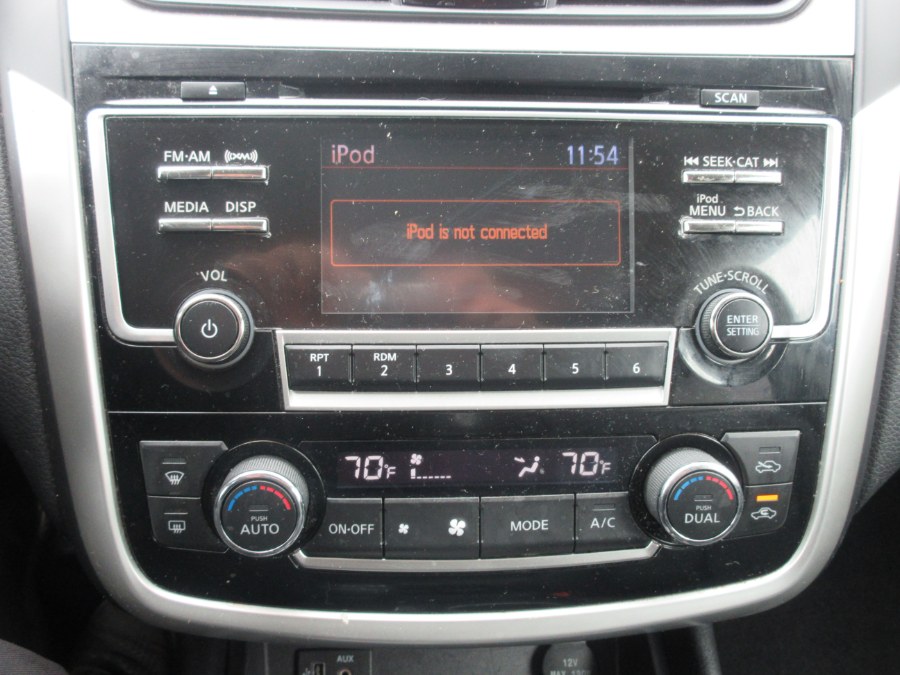 SCAN
FM·AM ((XM))
SEEK·CAT
MEDIA DISP
iPod
MENU BACK
VOL
TUNE·SCROLL
iPod 11:54
iPod is not connected
ENTER
SETTING
RPT
1
RDM
2
3
4
5
6
70°F
70°F
PUSH
AUTO
ON·OFF
MODE
A/C
PUSH
DUAL
AUX
12V